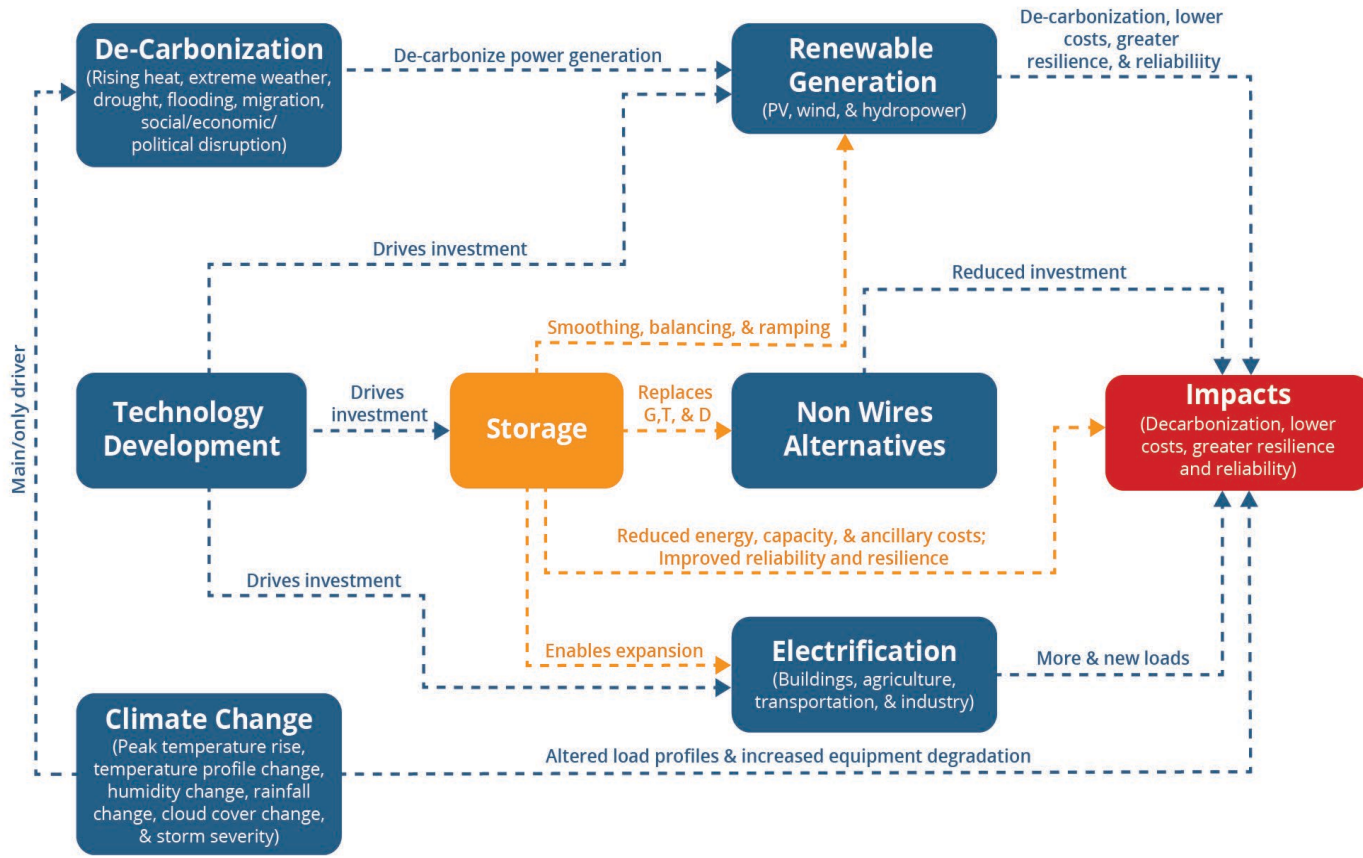 De-Carbonization
(Rising heat, extreme weather,
drought, flooding, migration,
social/economic/
political disruption)
De-carbonize power generation
Renewable
Generation
(PV, wind, & hydropower)
De-carbonization, lower
costs, greater
resilience, & reliabiliity
Drives investment
Reduced investment
Smoothing, balancing, & ramping
Main/only driver
Technology
Development
Drives
investment
Storage
Replaces
G,T, & D
Non Wires
Alternatives
Impacts
(Decarbonization, lower
costs, greater resilience
and reliability)
Reduced energy, capacity, & ancillary costs;
Improved reliability and resilience
Drives investment
Enables expansion
Electrification
(Buildings, agriculture,
transportation, & industry)
More & new loads
Climate Change
(Peak temperature rise,
temperature profile change,
humidity change, rainfall
change, cloud cover change,
& storm severity)
Altered load profiles & increased equipment degradation